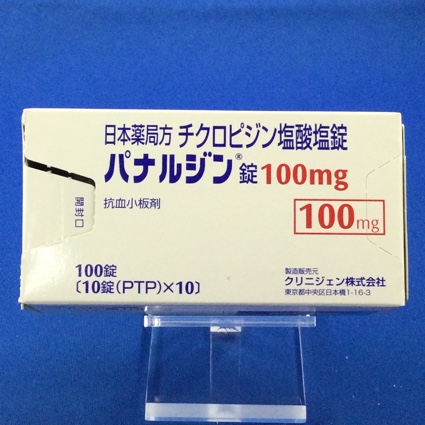 日本薬局方 チクロピジン塩酸塩錠
パナルジン®錠100mg
100mg
抗血小板剤
開封口
100錠
〔10錠(PTP)×10〕
製造販売元
クリニジェン株式会社
東京都中央区日本橋1-16-3